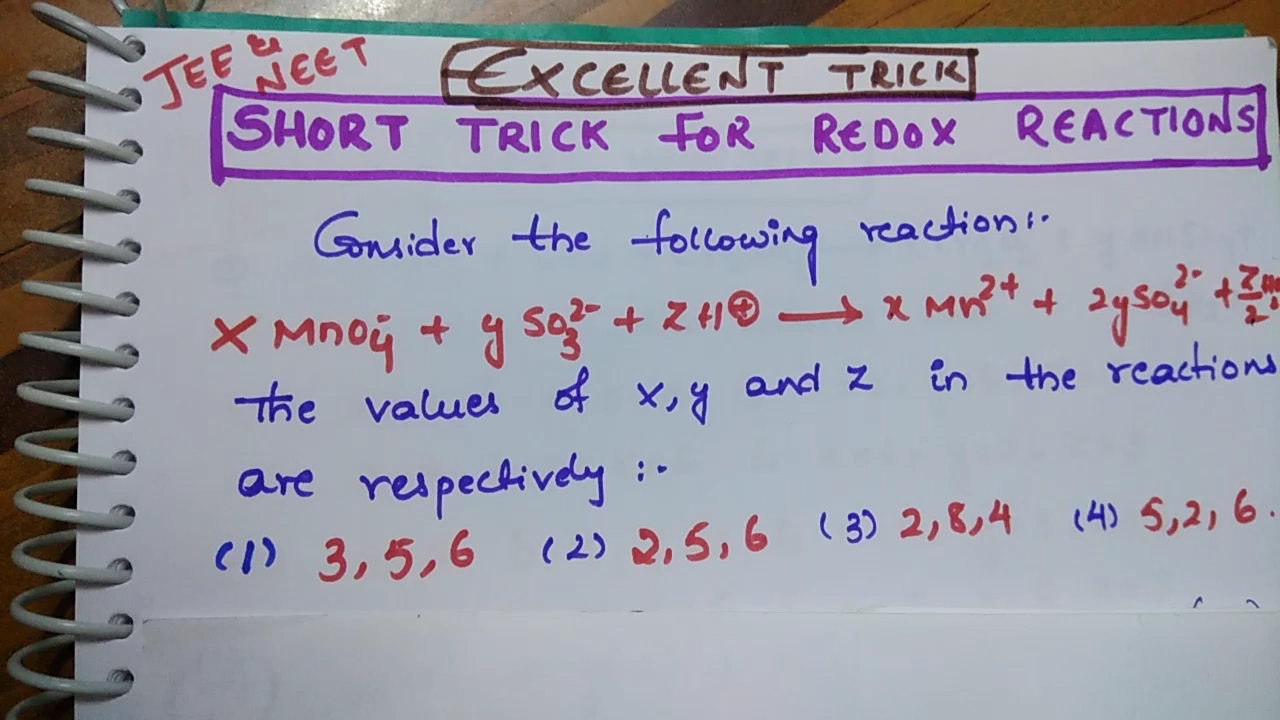 JEE & NEET
EXCELLENT TRICK
SHORT TRICK FOR REDOX REACTIONS
Consider the following reaction:-
x MnO₄⁻ + y SO₃²⁻ + Z H⊕ ⟶ x Mn²⁺ + 2y SO₄²⁻ + Z/2
The values of x, y and z in the reactions
are respectively :-
(1) 3, 5, 6 (2) 2, 5, 6 (3) 2, 8, 4 (4) 5, 2, 6.